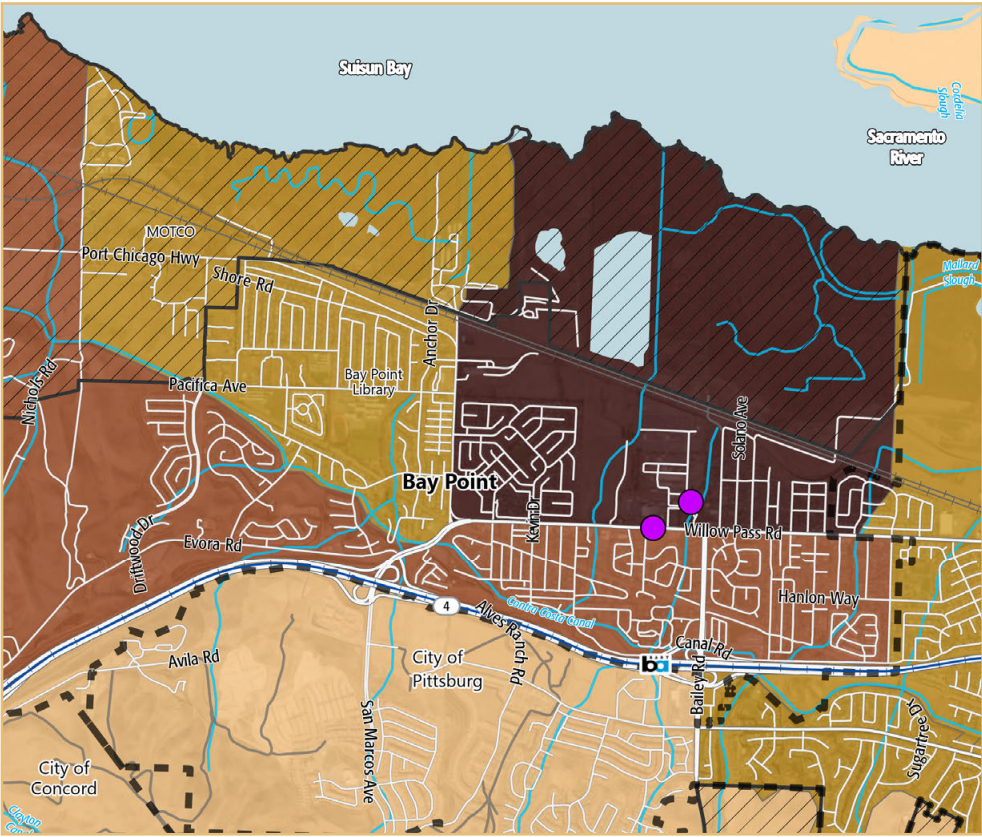 Suisun Bay
Cordelia
Slough
Sacramento
River
MOTCO
Port Chicago Hwy
Shore Rd
Mallard
Slough
Anchor Dr
Nichols Rd
Pacifica Ave
Bay Point
Library
Solano Ave
Bay Point
Kevin Dr
Willow Pass Rd
Driftwood Dr
Evora Rd
Hanlon Way
4
Contra Costa Canal
Alves Ranch Rd
Canal Rd
Avila Rd
City of
Pittsburg
ba
Bailey Rd
San Marcos Ave
Sugartree Dr
City of
Concord
Clayton